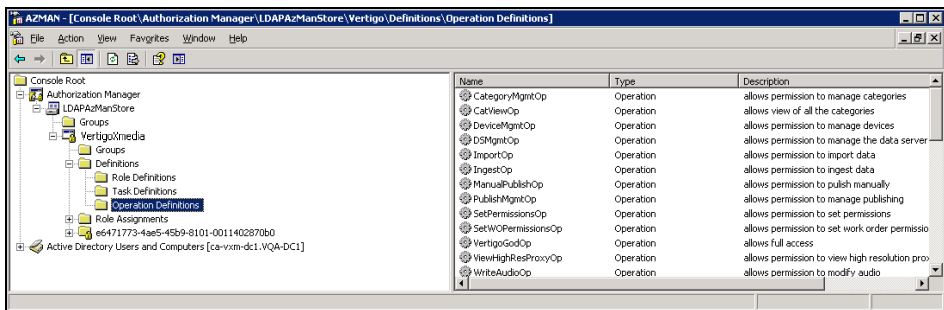 AZMAN - [Console Root\Authorization Manager\LDAPAzManStore\Vertigo\Definitions\Operation Definitions]
File Action View Favorites Window Help
Console Root
Authorization Manager
LDAPAzManStore
Groups
VertigoXmedia
Groups
Definitions
Role Definitions
Task Definitions
Operation Definitions
Role Assignments
e6471773-4ae5-45b9-8101-0011402870b0
Active Directory Users and Computers [ca-vxm-dc1.VQA-DC1]
Name Type Description
CategoryMgmtOp Operation allows permission to manage categories
CatViewOp Operation allows view of all the categories
DeviceMgmtOp Operation allows permission to manage devices
DSMgmtOp Operation allows permission to manage the data server
ImportOp Operation allows permission to import data
IngestOp Operation allows permission to ingest data
ManualPublishOp Operation allows permission to pulish manually
PublishMgmtOp Operation allows permission to manage publishing
SetPermissionsOp Operation allows permission to set permissions
SetWOPermissionsOp Operation allows permission to set work order permissio
VertigoGodOp Operation allows full access
ViewHighResProxyOp Operation allows permission to view high resolution prox
WriteAudioOp Operation allows permission to modify audio